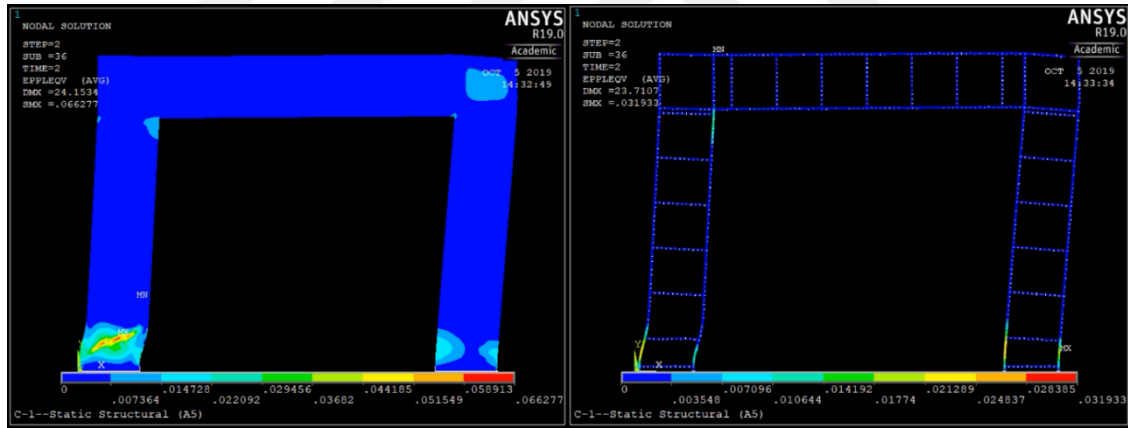 1
NODAL SOLUTION
STEP=2
SUB =36
TIME=2
EPPLEQV (AVG)
DMX =24.1534
SMX =.066277
ANSYS
R19.0
Academic
OCT 5 2019
14:32:49
MN
MX
Y
X
0 .014728 .029456 .044185 .058913
.007364 .022092 .03682 .051549 .066277
C-1--Static Structural (A5)
1
NODAL SOLUTION
STEP=2
SUB =36
TIME=2
EPPLEQV (AVG)
DMX =23.7107
SMX =.031933
MN
ANSYS
R19.0
Academic
OCT 5 2019
14:33:34
MX
Y
X
0 .007096 .014192 .021289 .028385
.003548 .010644 .01774 .024837 .031933
C-1--Static Structural (A5)